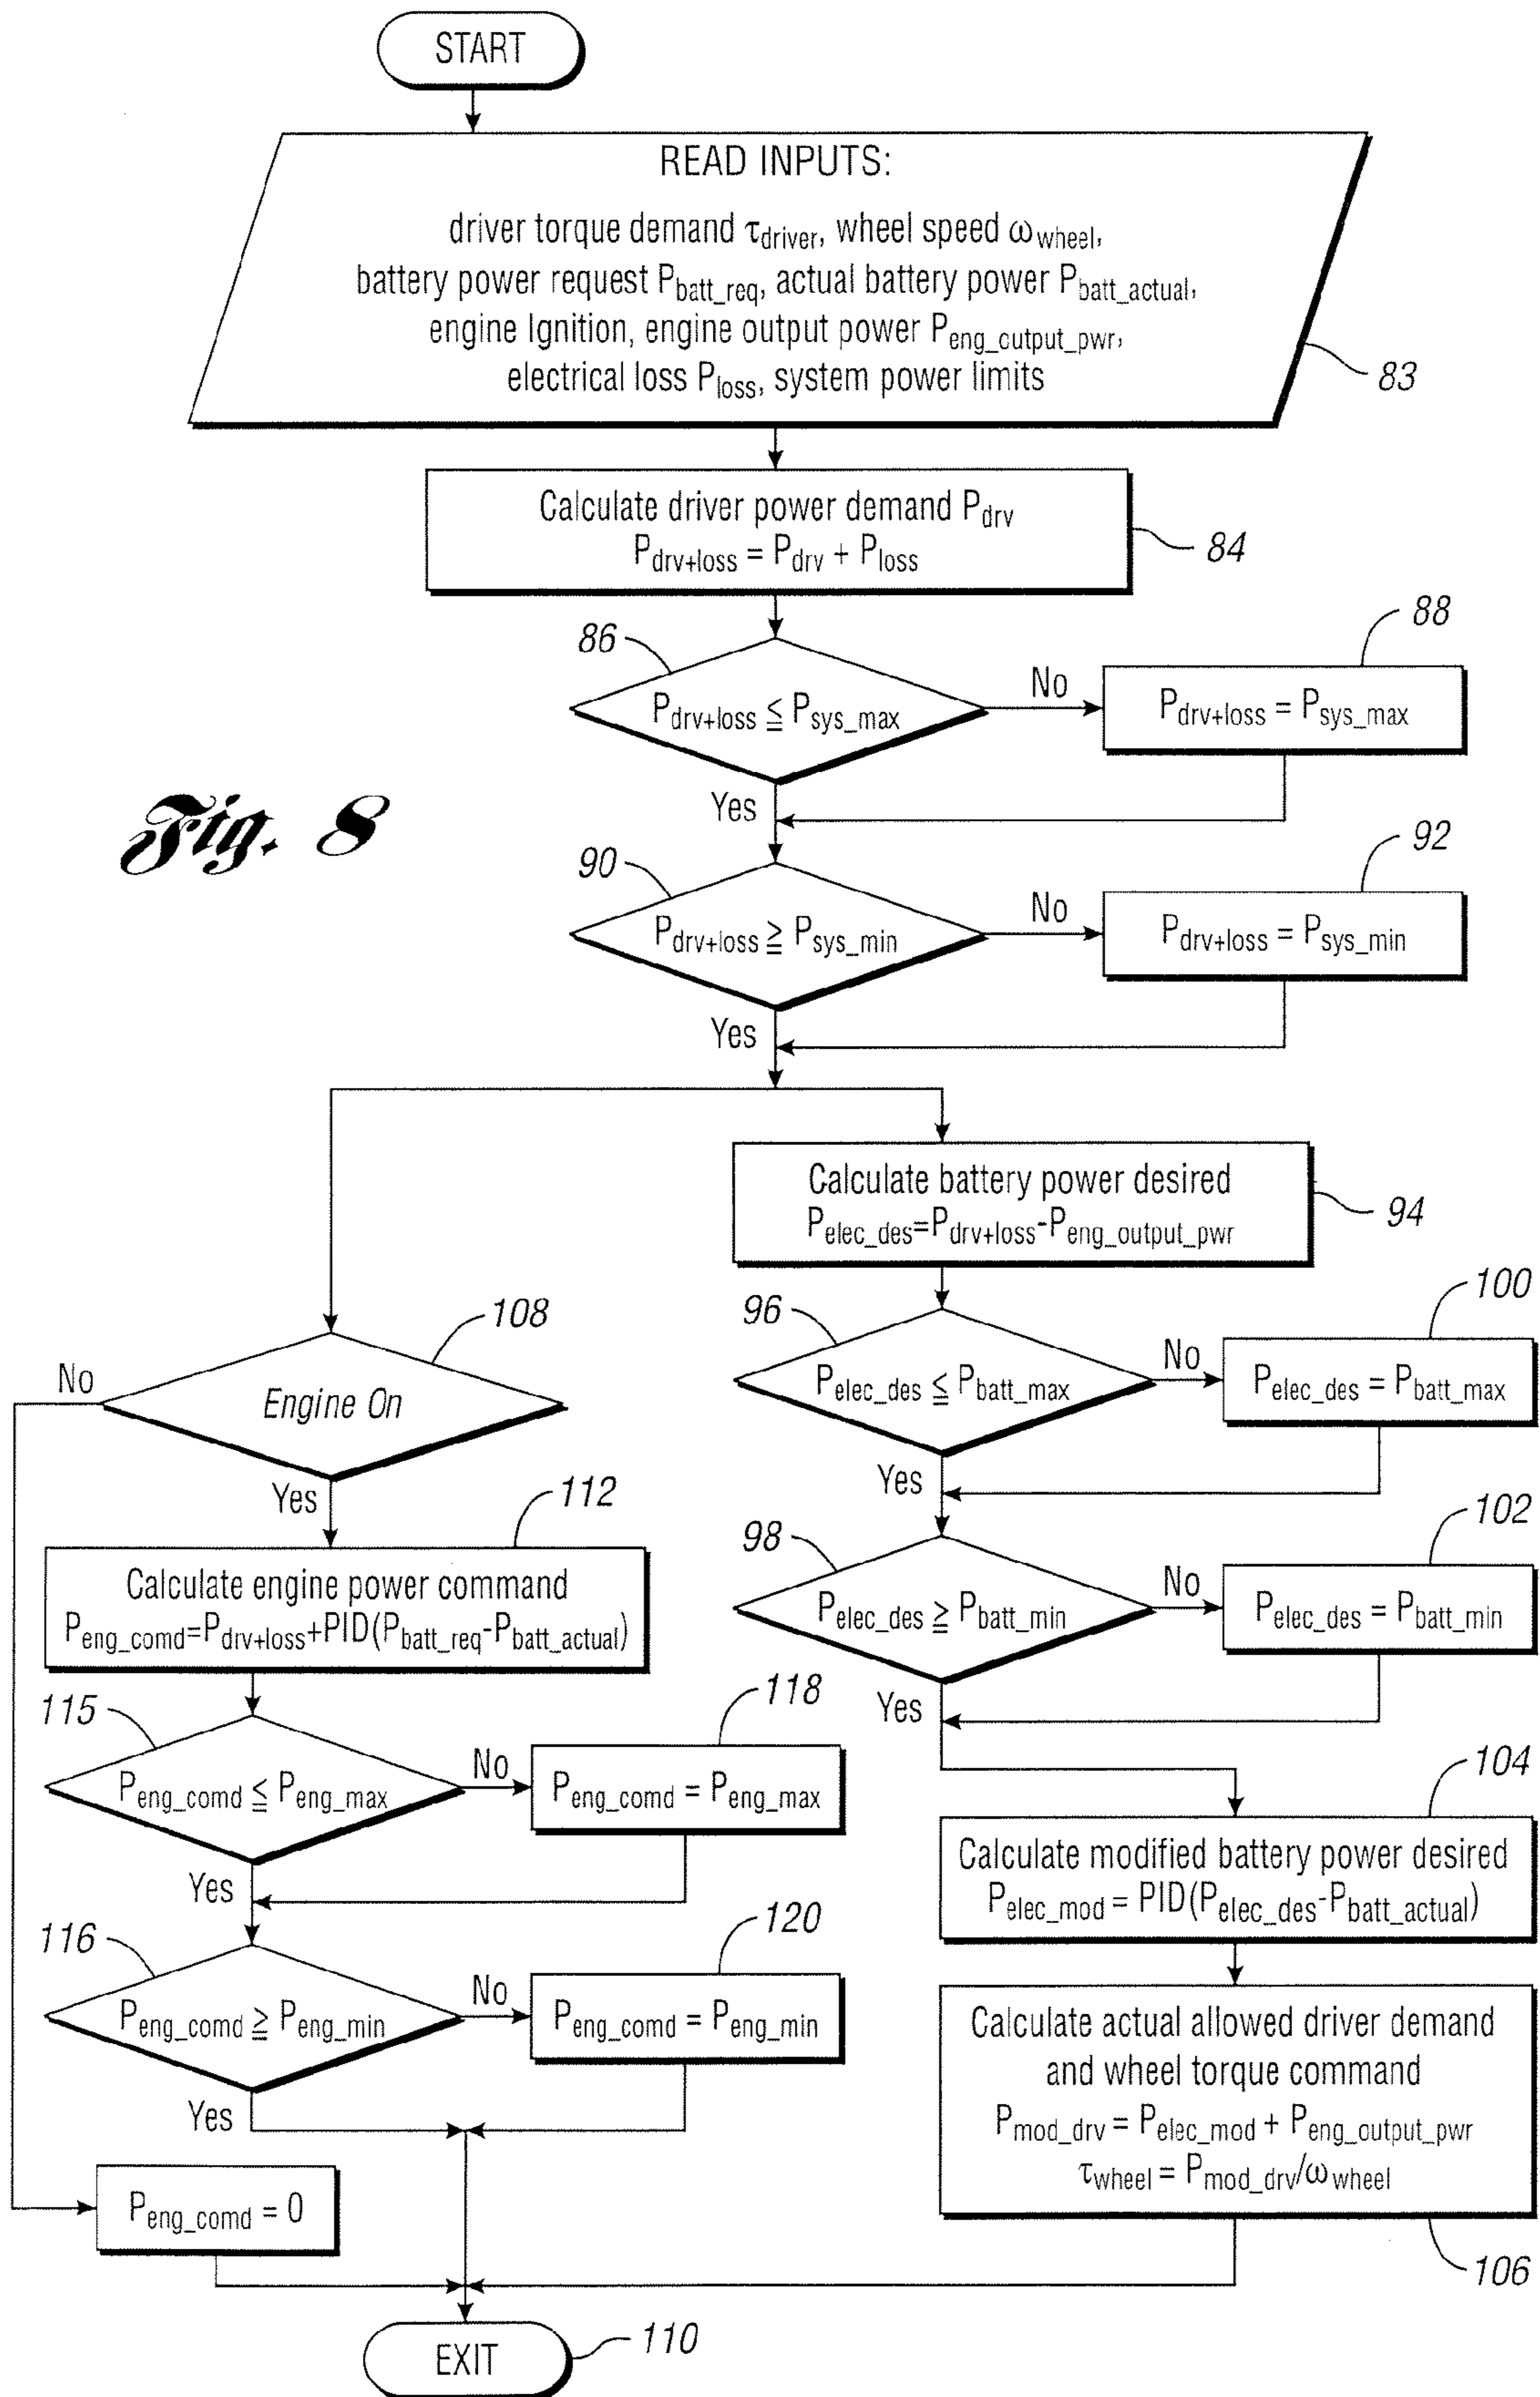 START
READ INPUTS:
driver torque demand τdriver, wheel speed ωwheel,
battery power request Pbatt_req, actual battery power Pbatt_actual,
engine Ignition, engine output power Peng_output_pwr,
electrical loss Ploss, system power limits
83
Calculate driver power demand Pdrv
Pdrv+loss = Pdrv + Ploss
84
86
Pdrv+loss ≦ Psys_max
No
88
Pdrv+loss = Psys_max
Yes
Fig. 8
90
Pdrv+loss ≧ Psys_min
No
92
Pdrv+loss = Psys_min
Yes
Calculate battery power desired
Pelec_des=Pdrv+loss-Peng_output_pwr
94
96
Pelec_des ≦ Pbatt_max
No
100
Pelec_des = Pbatt_max
Yes
98
Pelec_des ≧ Pbatt_min
No
102
Pelec_des = Pbatt_min
Yes
104
Calculate modified battery power desired
Pelec_mod = PID(Pelec_des-Pbatt_actual)
Calculate actual allowed driver demand
and wheel torque command
Pmod_drv = Pelec_mod + Peng_output_pwr
τwheel = Pmod_drv/ωwheel
106
108
No
Engine On
Yes
112
Calculate engine power command
Peng_comd=Pdrv+loss+PID(Pbatt_req-Pbatt_actual)
115
Peng_comd ≦ Peng_max
No
118
Peng_comd = Peng_max
Yes
116
Peng_comd ≧ Peng_min
No
120
Peng_comd = Peng_min
Yes
Peng_comd = 0
EXIT
110